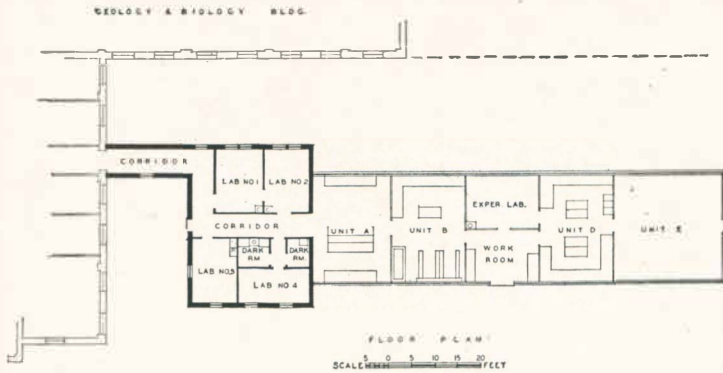 GEOLOGY & BIOLOGY BLDG
CORRIDOR
LAB NO 1
LAB NO 2
CORRIDOR
DARK RM
DARK RM.
LAB NO. 3
LAB NO 4
UNIT A
UNIT B
EXPER. LAB.
WORK ROOM
UNIT D
UNIT E
FLOOR PLAN
SCALE 5 0 5 10 15 20 FEET